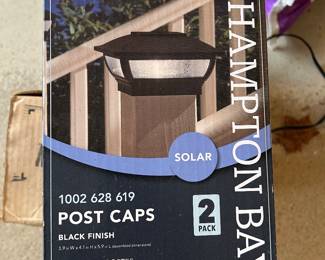 HAMPTON BAY
SOLAR
1002 628 619
POST CAPS
BLACK FINISH
2
PACK